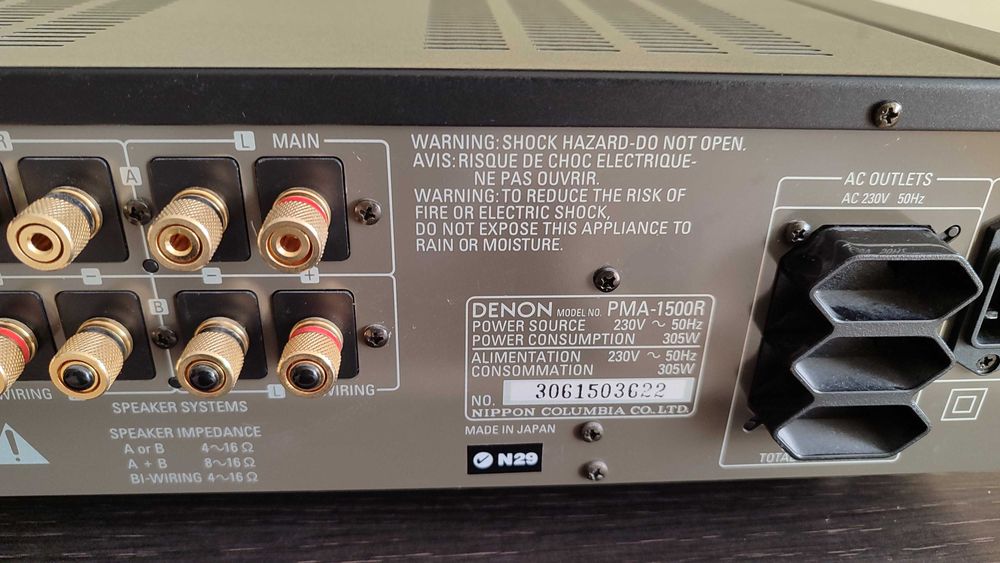 R
L MAIN
A
− − +
B
WIRING
L WIRING
SPEAKER SYSTEMS
SPEAKER IMPEDANCE
A or B 4~16 Ω
A + B 8~16 Ω
BI-WIRING 4~16 Ω
WARNING: SHOCK HAZARD-DO NOT OPEN.
AVIS: RISQUE DE CHOC ELECTRIQUE-
NE PAS OUVRIR.
WARNING: TO REDUCE THE RISK OF
FIRE OR ELECTRIC SHOCK,
DO NOT EXPOSE THIS APPLIANCE TO
RAIN OR MOISTURE.
DENON MODEL NO. PMA-1500R
POWER SOURCE 230V ~ 50Hz
POWER CONSUMPTION 305W
ALIMENTATION 230V ~ 50Hz
CONSOMMATION 305W
NO. 3061503622
NIPPON COLUMBIA CO., LTD.
MADE IN JAPAN
N29
AC OUTLETS
AC 230V 50Hz